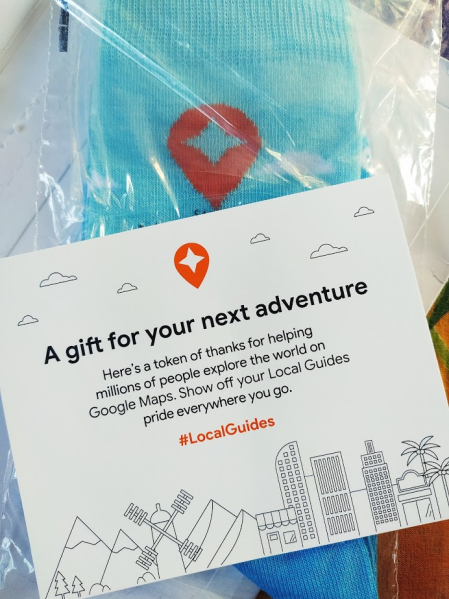 A gift for your next adventure
Here's a token of thanks for helping
millions of people explore the world on
Google Maps. Show off your Local Guides
pride everywhere you go.
#LocalGuides